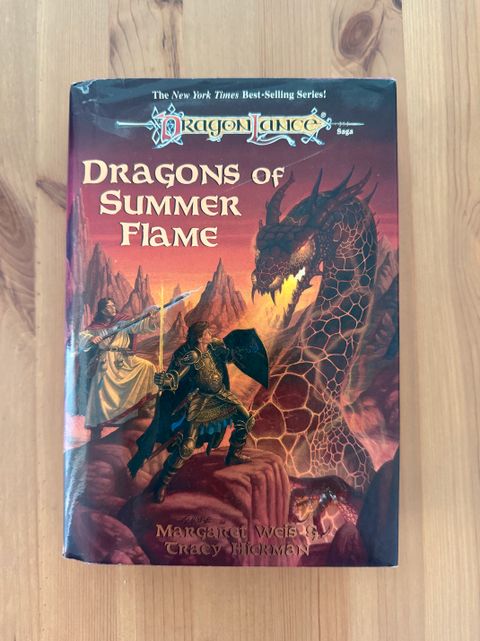 The New York Times Best-Selling Series!
DRAGONLANCE
Saga
DRAGONS OF
SUMMER
FLAME
MARGARET WEIS &
TRACY HICKMAN